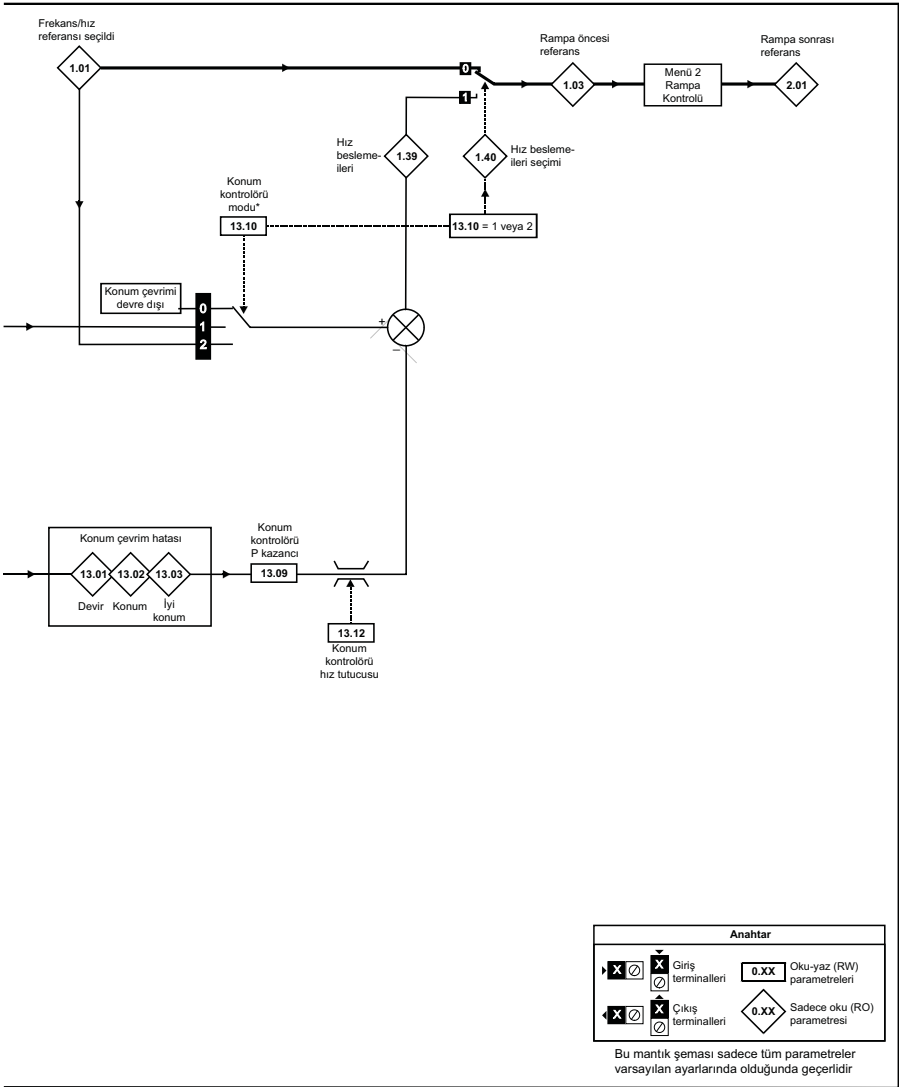 Frekans/hız
referansı seçildi
1.01
0
1
Rampa öncesi
referans
1.03
Menü 2
Rampa
Kontrolü
Rampa sonrası
referans
2.01
Hız
besleme-
ileri
1.39
1.40
Hız besleme-
ileri seçimi
Konum
kontrolörü
modu*
13.10
13.10 = 1 veya 2
Konum çevrimi
devre dışı
0
1
2
+
–
Konum çevrim hatası
13.01
13.02
13.03
Devir
Konum
İyi
konum
Konum
kontrolörü
P kazancı
13.09
13.12
Konum
kontrolörü
hız tutucusu
Anahtar
X
X
Giriş
terminalleri
0.XX
Oku-yaz (RW)
parametreleri
X
X
Çıkış
terminalleri
0.XX
Sadece oku (RO)
parametresi
Bu mantık şeması sadece tüm parametreler
varsayılan ayarlarında olduğunda geçerlidir